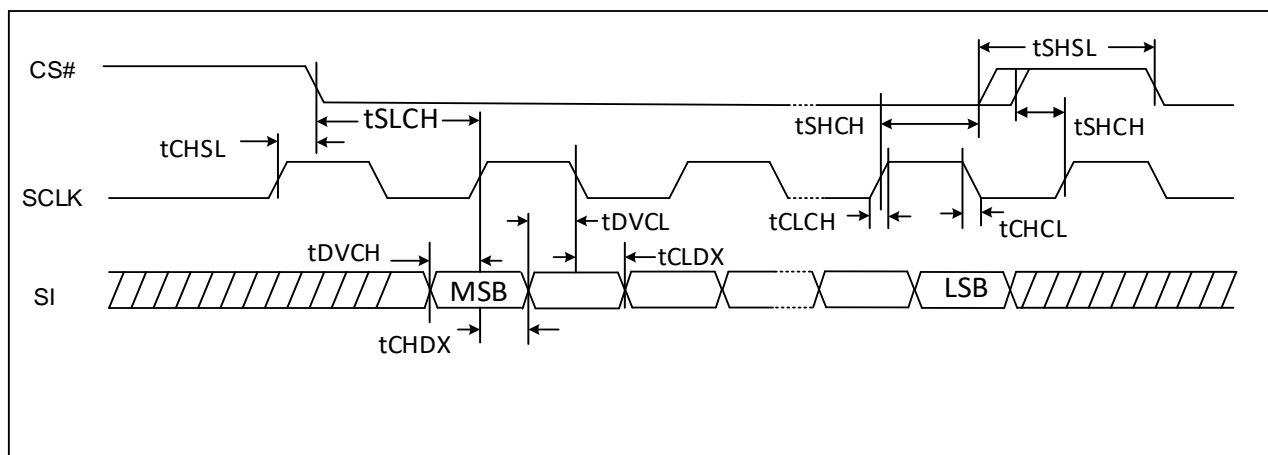 tSHSL
CS#
tSLCH
tSHCH
tSHCH
tCHSL
SCLK
tDVCL
tCLCH
tCHCL
tDVCH
tCLDX
SI
MSB
LSB
tCHDX